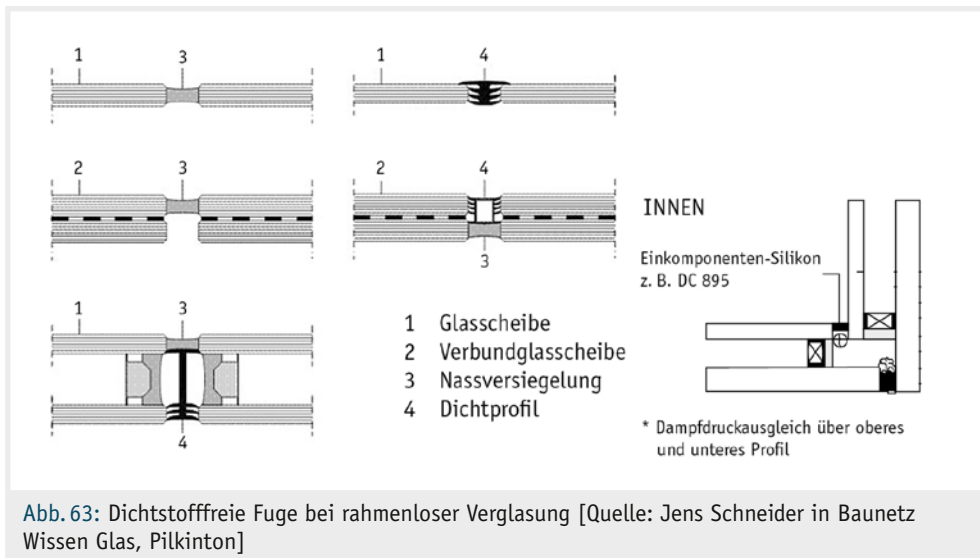 1 3
1 4
2 3
2 4
3
INNEN
Einkomponenten-Silikon
z. B. DC 895
1 3
4
1 Glasscheibe
2 Verbundglasscheibe
3 Nassversiegelung
4 Dichtprofil
* Dampfdruckausgleich über oberes
und unteres Profil
Abb. 63: Dichtstofffreie Fuge bei rahmenloser Verglasung [Quelle: Jens Schneider in Baunetz
Wissen Glas, Pilkinton]